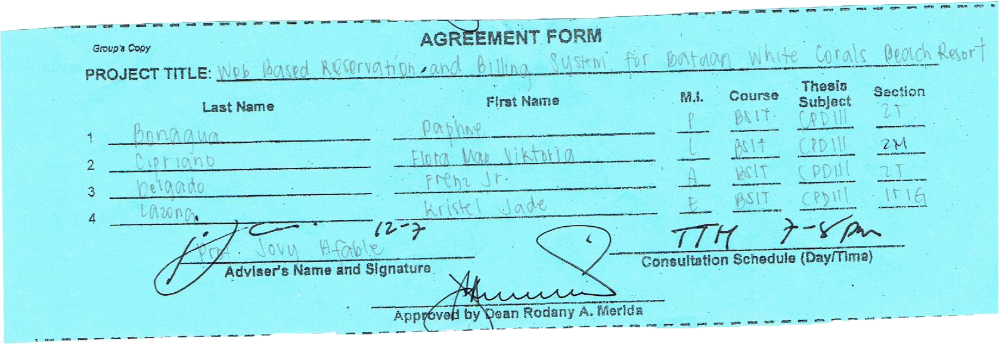 AGREEMENT FORM
Group's Copy
PROJECT TITLE: Web Based Reservation and Billing System for Bataan White Corals Beach Resort
Last Name First Name M.I. Course Thesis Subject Section
1 Bonagua Daphne P BSIT CPDIII 2T
2 Cipriano Flora Mae Viktoria C BSIT CPDIII 2M
3 Delgado Frenz Jr. A BSIT CPDIII 2T
4 Lazona Kristel Jade E BSIT CPDIII
12-7 TTH 7-8 pm
Prof. Jovy Afable
Adviser's Name and Signature Consultation Schedule (Day/Time)
Approved by Dean Rodany A. Merida